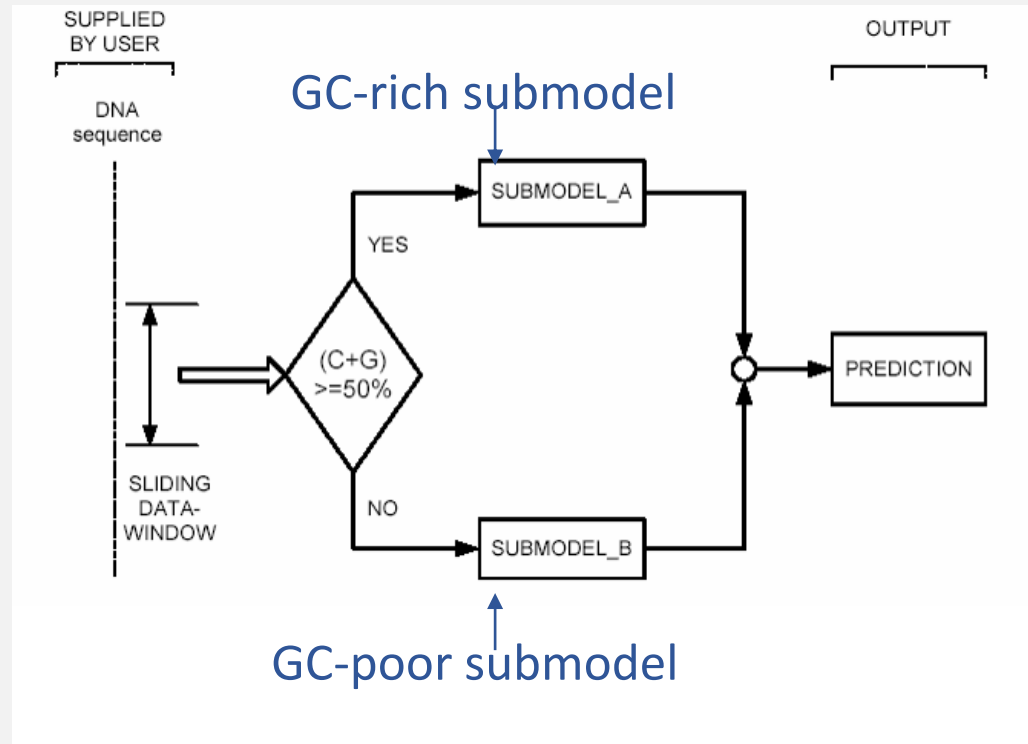 SUPPLIED
BY USER
OUTPUT
GC-rich submodel
DNA
sequence
SUBMODEL_A
YES
(C+G)
>=50%
PREDICTION
SLIDING
DATA-
WINDOW
NO
SUBMODEL_B
GC-poor submodel